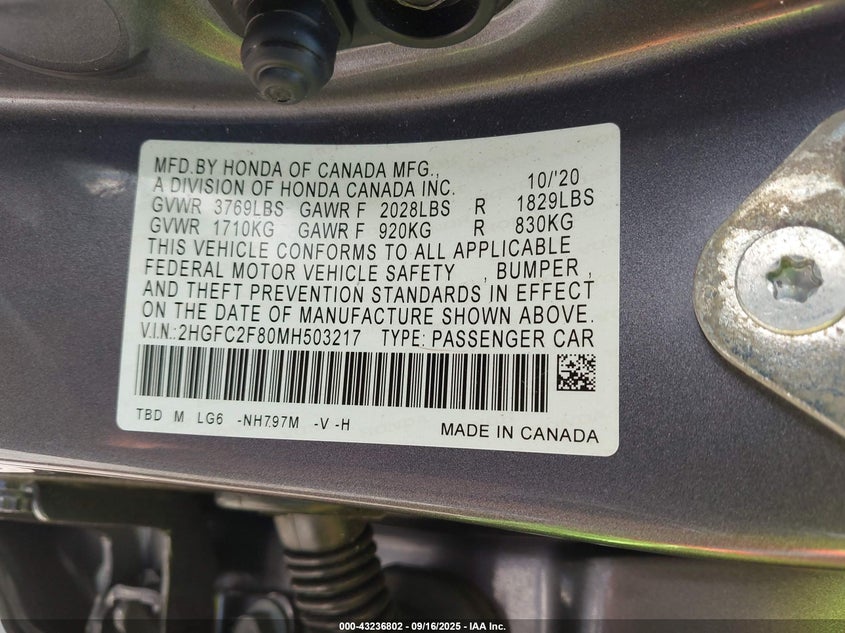 MFD.BY HONDA OF CANADA MFG.,
A DIVISION OF HONDA CANADA INC. 10/'20
GVWR 3769LBS GAWR F 2028LBS R 1829LBS
GVWR 1710KG GAWR F 920KG R 830KG
THIS VEHICLE CONFORMS TO ALL APPLICABLE
FEDERAL MOTOR VEHICLE SAFETY , BUMPER ,
AND THEFT PREVENTION STANDARDS IN EFFECT
ON THE DATE OF MANUFACTURE SHOWN ABOVE.
V.I.N.:2HGFC2F80MH503217 TYPE: PASSENGER CAR
TBD M LG6 -NH797M -V -H
MADE IN CANADA
000-43236802 - 09/16/2025 - IAA Inc.